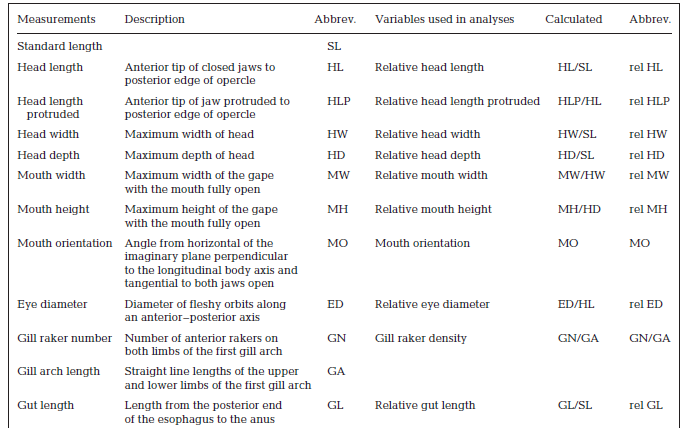 Measurements Description Abbrev. Variables used in analyses Calculated Abbrev.
Standard length SL
Head length Anterior tip of closed jaws to HL Relative head length HL/SL rel HL
posterior edge of opercle
Head length Anterior tip of jaw protruded to HLP Relative head length protruded HLP/HL rel HLP
protruded posterior edge of opercle
Head width Maximum width of head HW Relative head width HW/SL rel HW
Head depth Maximum depth of head HD Relative head depth HD/SL rel HD
Mouth width Maximum width of the gape MW Relative mouth width MW/HW rel MW
with the mouth fully open
Mouth height Maximum height of the gape MH Relative mouth height MH/HD rel MH
with the mouth fully open
Mouth orientation Angle from horizontal of the MO Mouth orientation MO MO
imaginary plane perpendicular
to the longitudinal body axis and
tangential to both jaws open
Eye diameter Diameter of fleshy orbits along ED Relative eye diameter ED/HL rel ED
an anterior–posterior axis
Gill raker number Number of anterior rakers on GN Gill raker density GN/GA GN/GA
both limbs of the first gill arch
Gill arch length Straight line lengths of the upper GA
and lower limbs of the first gill arch
Gut length Length from the posterior end GL Relative gut length GL/SL rel GL
of the esophagus to the anus